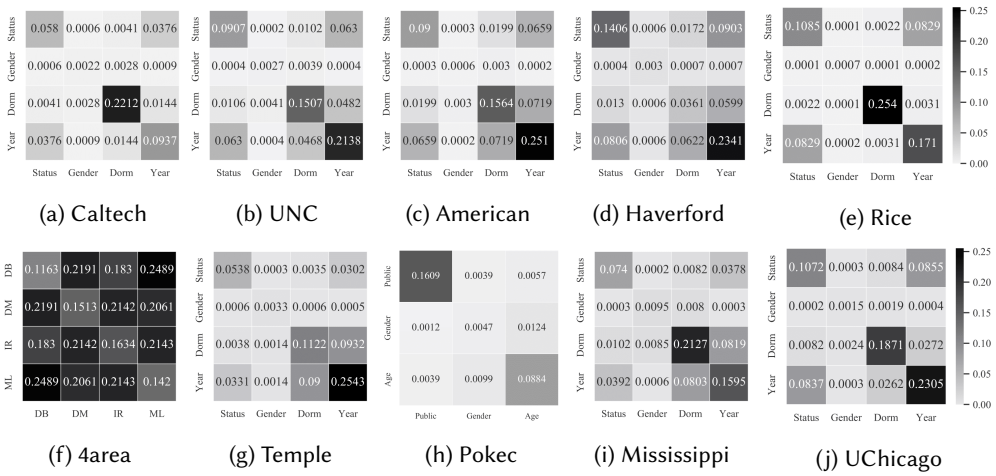 Status 0.058 0.0006 0.0041 0.0376
Gender 0.0006 0.0022 0.0028 0.0009
Dorm 0.0041 0.0028 0.2212 0.0144
Year 0.0376 0.0009 0.0144 0.0937
Status Gender Dorm Year
(a) Caltech
Status 0.0907 0.0002 0.0102 0.063
Gender 0.0004 0.0027 0.0039 0.0004
Dorm 0.0106 0.0041 0.1507 0.0482
Year 0.063 0.0004 0.0468 0.2138
Status Gender Dorm Year
(b) UNC
Status 0.09 0.0003 0.0199 0.0659
Gender 0.0003 0.0006 0.003 0.0002
Dorm 0.0199 0.003 0.1564 0.0719
Year 0.0659 0.0002 0.0719 0.251
Status Gender Dorm Year
(c) American
Status 0.1406 0.0006 0.0172 0.0903
Gender 0.0004 0.003 0.0007 0.0007
Dorm 0.013 0.0006 0.0361 0.0599
Year 0.0806 0.0006 0.0622 0.2341
Status Gender Dorm Year
(d) Haverford
Status 0.1085 0.0001 0.0022 0.0829
Gender 0.0001 0.0007 0.0001 0.0002
Dorm 0.0022 0.0001 0.254 0.0031
Year 0.0829 0.0002 0.0031 0.171
Status Gender Dorm Year
0.25
0.20
0.15
0.10
0.05
0.00
(e) Rice
DB 0.1163 0.2191 0.183 0.2489
DM 0.2191 0.1513 0.2142 0.2061
IR 0.183 0.2142 0.1634 0.2143
ML 0.2489 0.2061 0.2143 0.142
DB DM IR ML
(f) 4area
Status 0.0538 0.0003 0.0035 0.0302
Gender 0.0006 0.0033 0.0006 0.0005
Dorm 0.0038 0.0014 0.1122 0.0932
Year 0.0331 0.0014 0.09 0.2543
Status Gender Dorm Year
(g) Temple
Public 0.1609 0.0039 0.0057
Gender 0.0012 0.0047 0.0124
Age 0.0039 0.0099 0.0884
Public Gender Age
(h) Pokec
Status 0.074 0.0002 0.0082 0.0378
Gender 0.0003 0.0095 0.008 0.0003
Dorm 0.0102 0.0085 0.2127 0.0819
Year 0.0392 0.0006 0.0803 0.1595
Status Gender Dorm Year
(i) Mississippi
Status 0.1072 0.0003 0.0084 0.0855
Gender 0.0002 0.0015 0.0019 0.0004
Dorm 0.0082 0.0024 0.1871 0.0272
Year 0.0837 0.0003 0.0262 0.2305
Status Gender Dorm Year
0.25
0.20
0.15
0.10
0.05
0.00
(j) UChicago